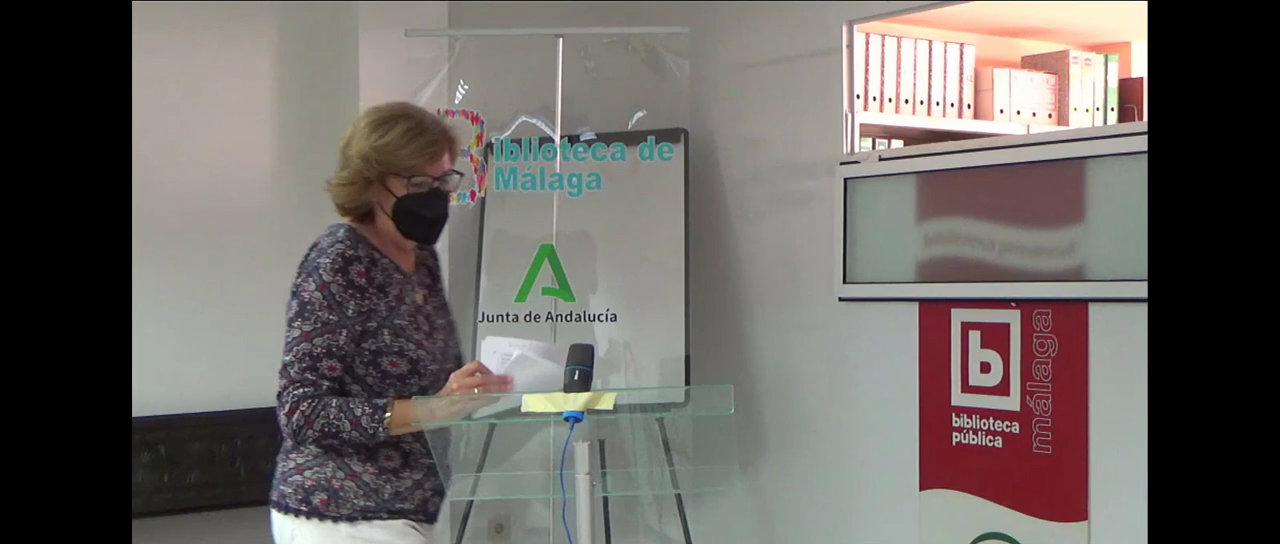 Biblioteca de
Málaga
Junta de Andalucía
b
biblioteca
pública
málaga